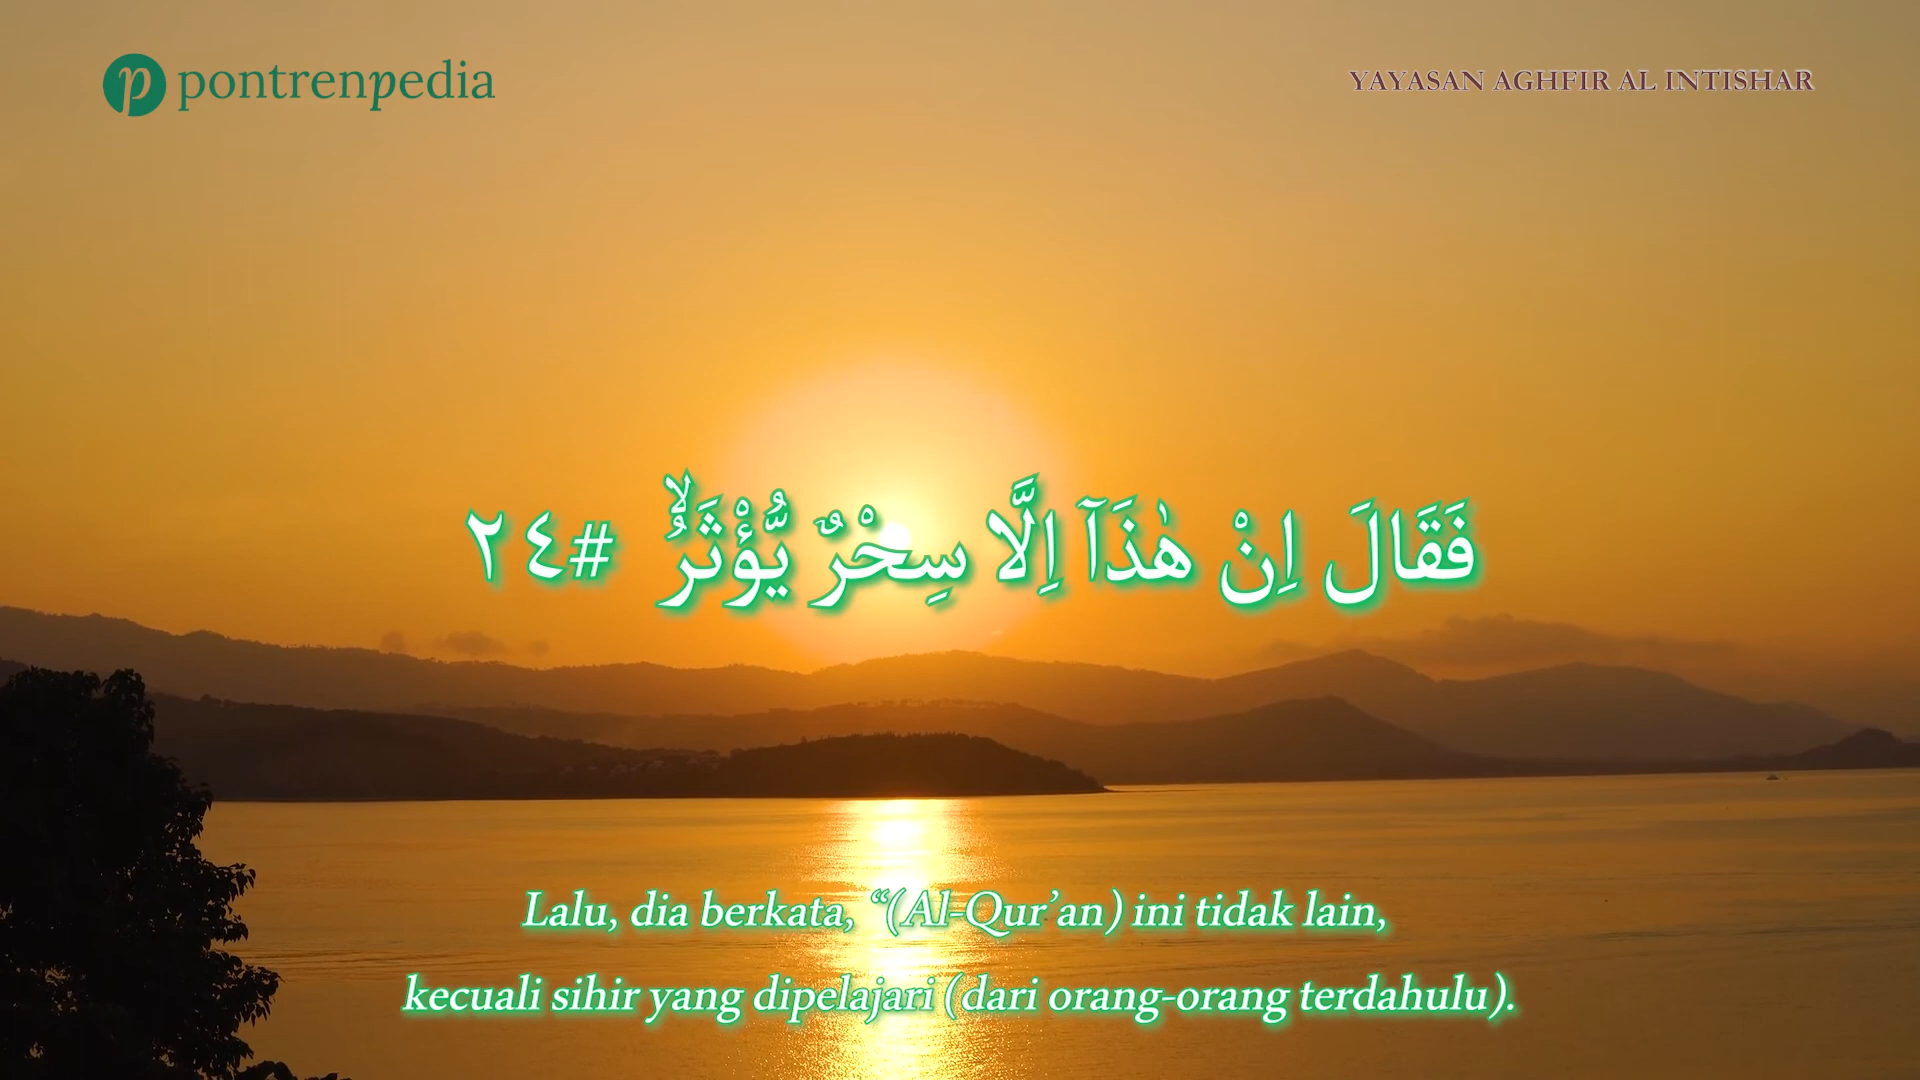 pontrenpedia
YAYASAN AGHFIR AL INTISHAR
فَقَالَ اِنْ هٰذَآ اِلَّا سِحْرٌ يُّؤْثَرُۙ #٢٤
Lalu, dia berkata, “(Al-Qur’an) ini tidak lain,
kecuali sihir yang dipelajari (dari orang-orang terdahulu).